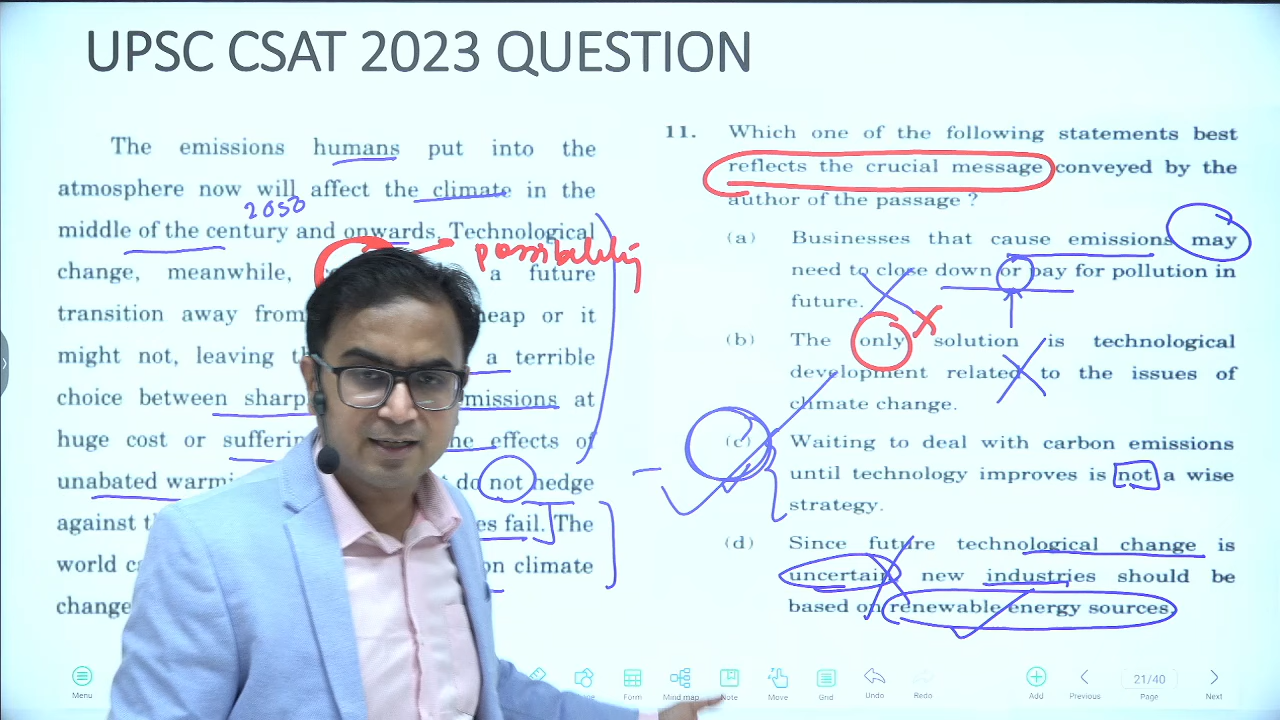 UPSC CSAT 2023 QUESTION
The emissions humans put into the
atmosphere now will affect the climate in the
2050
middle of the century and onwards. Technological
possibility
change, meanwhile, a future
transition away from heap or it
might not, leaving a terrible
choice between sharp missions at
huge cost or sufferin he effects of
unabated warmi do not hedge
against es fail. The
world on climate
change
11. Which one of the following statements best
reflects the crucial message conveyed by the
author of the passage ?
(a) Businesses that cause emissions may
need to close down or pay for pollution in
future.
(b) The only solution is technological
development related to the issues of
climate change.
(c) Waiting to deal with carbon emissions
until technology improves is not a wise
strategy.
(d) Since future technological change is
uncertain new industries should be
based on renewable energy sources.
Menu Form Mind map Note Move Grid Undo Redo Add Previous 21/40 Page Next